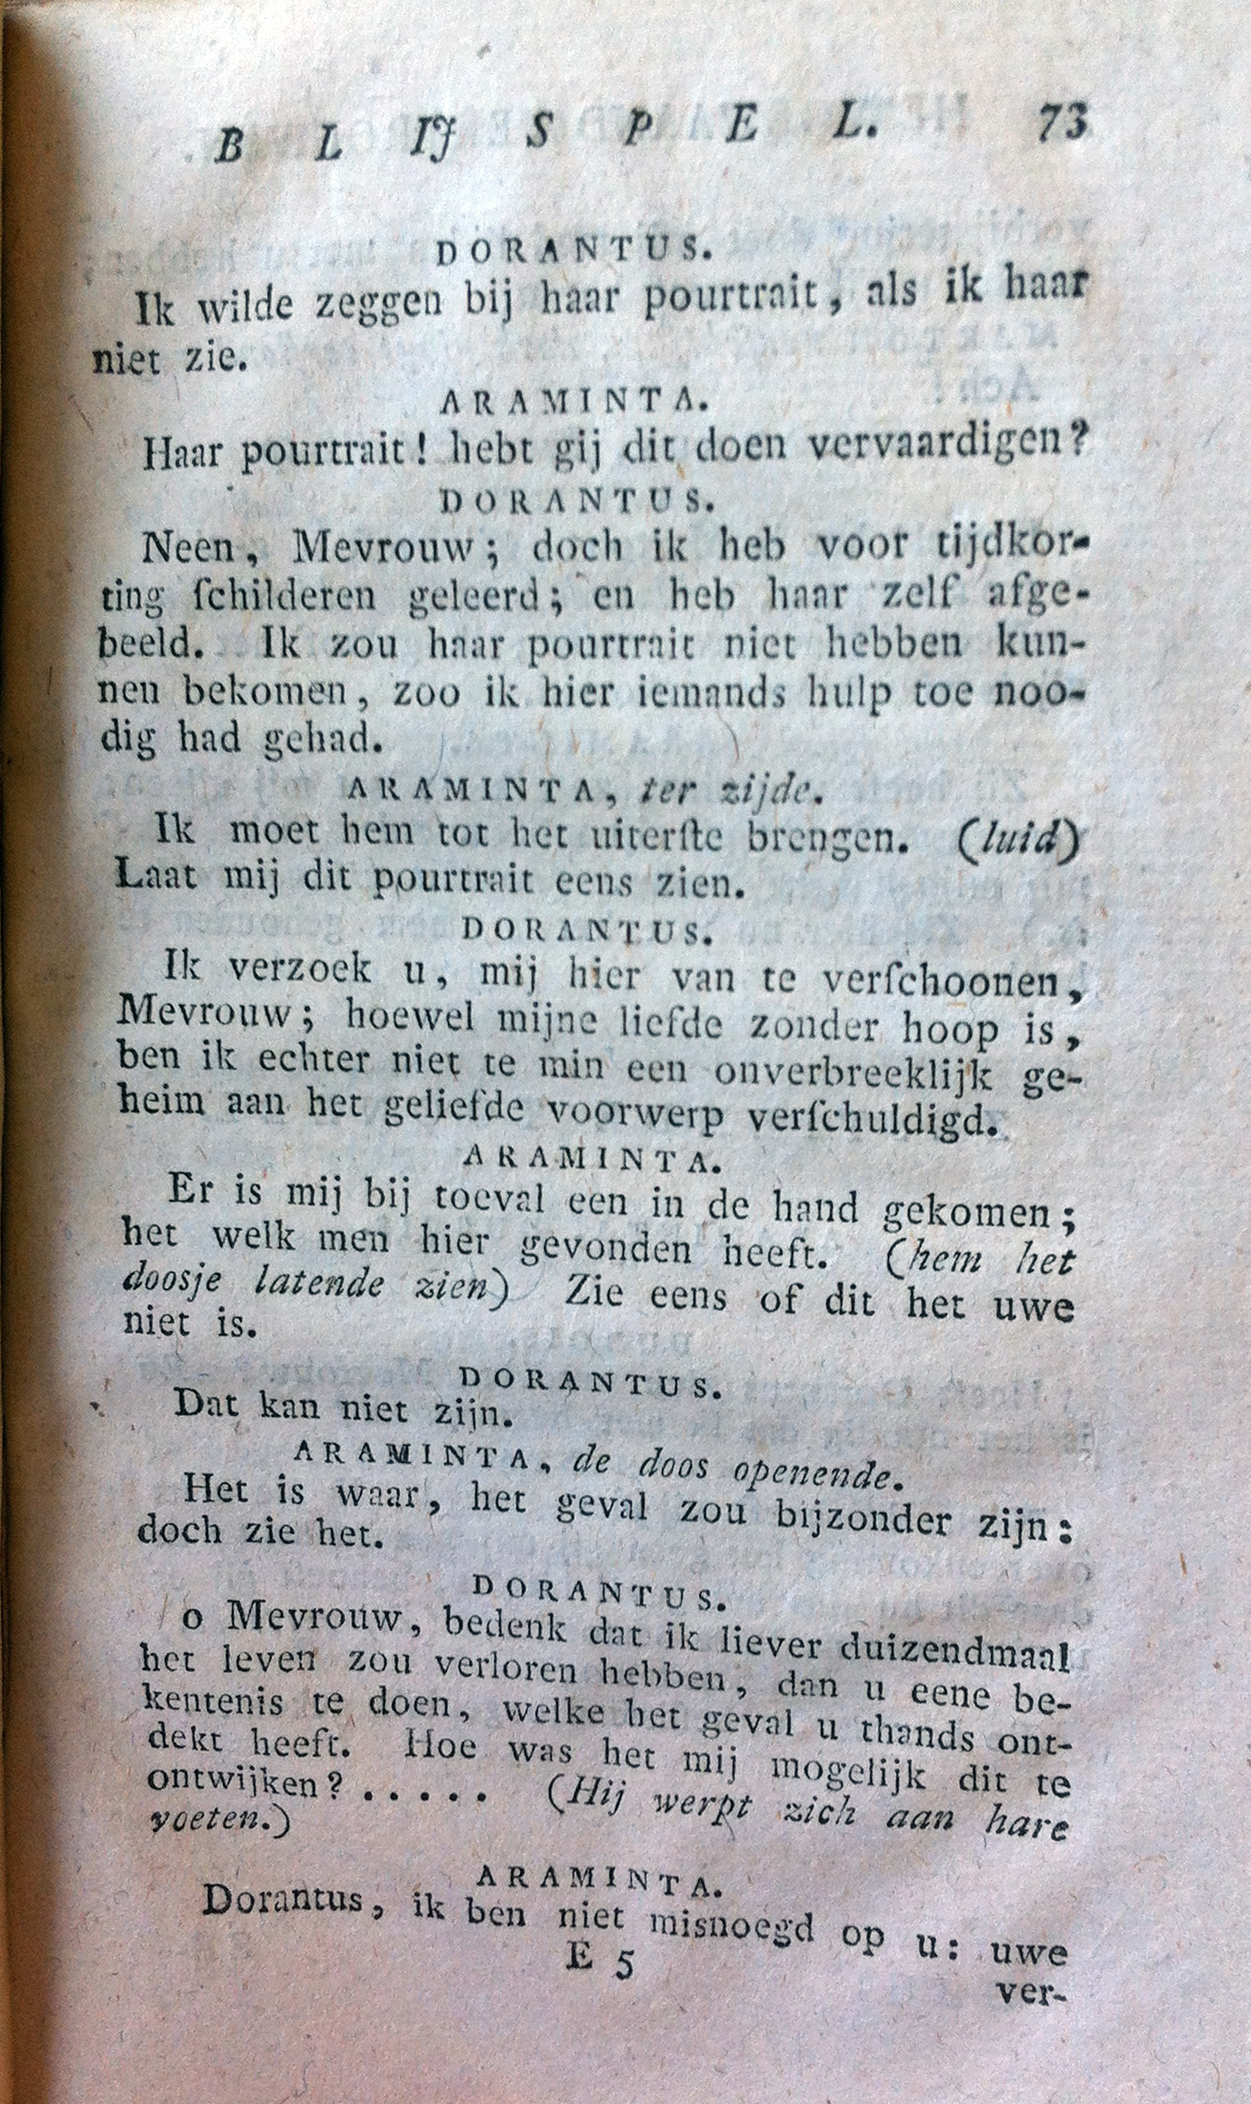 B L IJ S P E L. 73
DORANTUS.
Ik wilde zeggen bij haar pourtrait, als ik haar
niet zie.
ARAMINTA.
Haar pourtrait! hebt gij dit doen vervaardigen?
DORANTUS.
Neen, Mevrouw; doch ik heb voor tijdkor-
ting ſchilderen geleerd; en heb haar zelf afge-
beeld. Ik zou haar pourtrait niet hebben kun-
nen bekomen, zoo ik hier iemands hulp toe noo-
dig had gehad.
ARAMINTA, ter zijde.
Ik moet hem tot het uiterſte brengen. (luid)
Laat mij dit pourtrait eens zien.
DORANTUS.
Ik verzoek u, mij hier van te verſchoonen,
Mevrouw; hoewel mijne liefde zonder hoop is,
ben ik echter niet te min een onverbreeklijk ge-
heim aan het geliefde voorwerp verſchuldigd.
ARAMINTA.
Er is mij bij toeval een in de hand gekomen;
het welk men hier gevonden heeft. (hem het
doosje latende zien) Zie eens of dit het uwe
niet is.
DORANTUS.
Dat kan niet zijn.
ARAMINTA, de doos openende.
Het is waar, het geval zou bijzonder zijn:
doch zie het.
DORANTUS.
o Mevrouw, bedenk dat ik liever duizendmaal
het leven zou verloren hebben, dan u eene be-
kentenis te doen, welke het geval u thands ont-
dekt heeft. Hoe was het mij mogelijk dit te
ontwijken? ..... (Hij werpt zich aan hare
voeten.)
ARAMINTA.
Dorantus, ik ben niet misnoegd op u: uwe
E 5
ver-